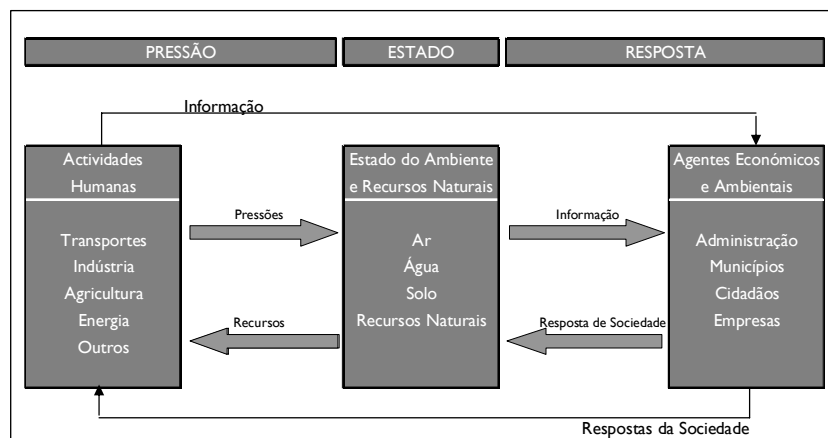 PRESSÃO
ESTADO
RESPOSTA
Informação
Actividades
Humanas
Transportes
Indústria
Agricultura
Energia
Outros
Pressões
Recursos
Estado do Ambiente
e Recursos Naturais
Ar
Água
Solo
Recursos Naturais
Informação
Resposta de Sociedade
Agentes Económicos
e Ambientais
Administração
Municípios
Cidadãos
Empresas
Respostas da Sociedade